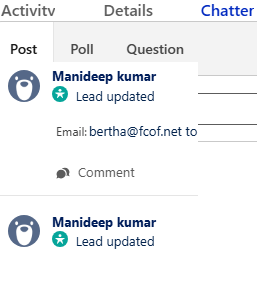 Activity Details Chatter
Post Poll Question
Manideep kumar
Lead updated
Email: bertha@fcof.net to
Comment
Manideep kumar
Lead updated